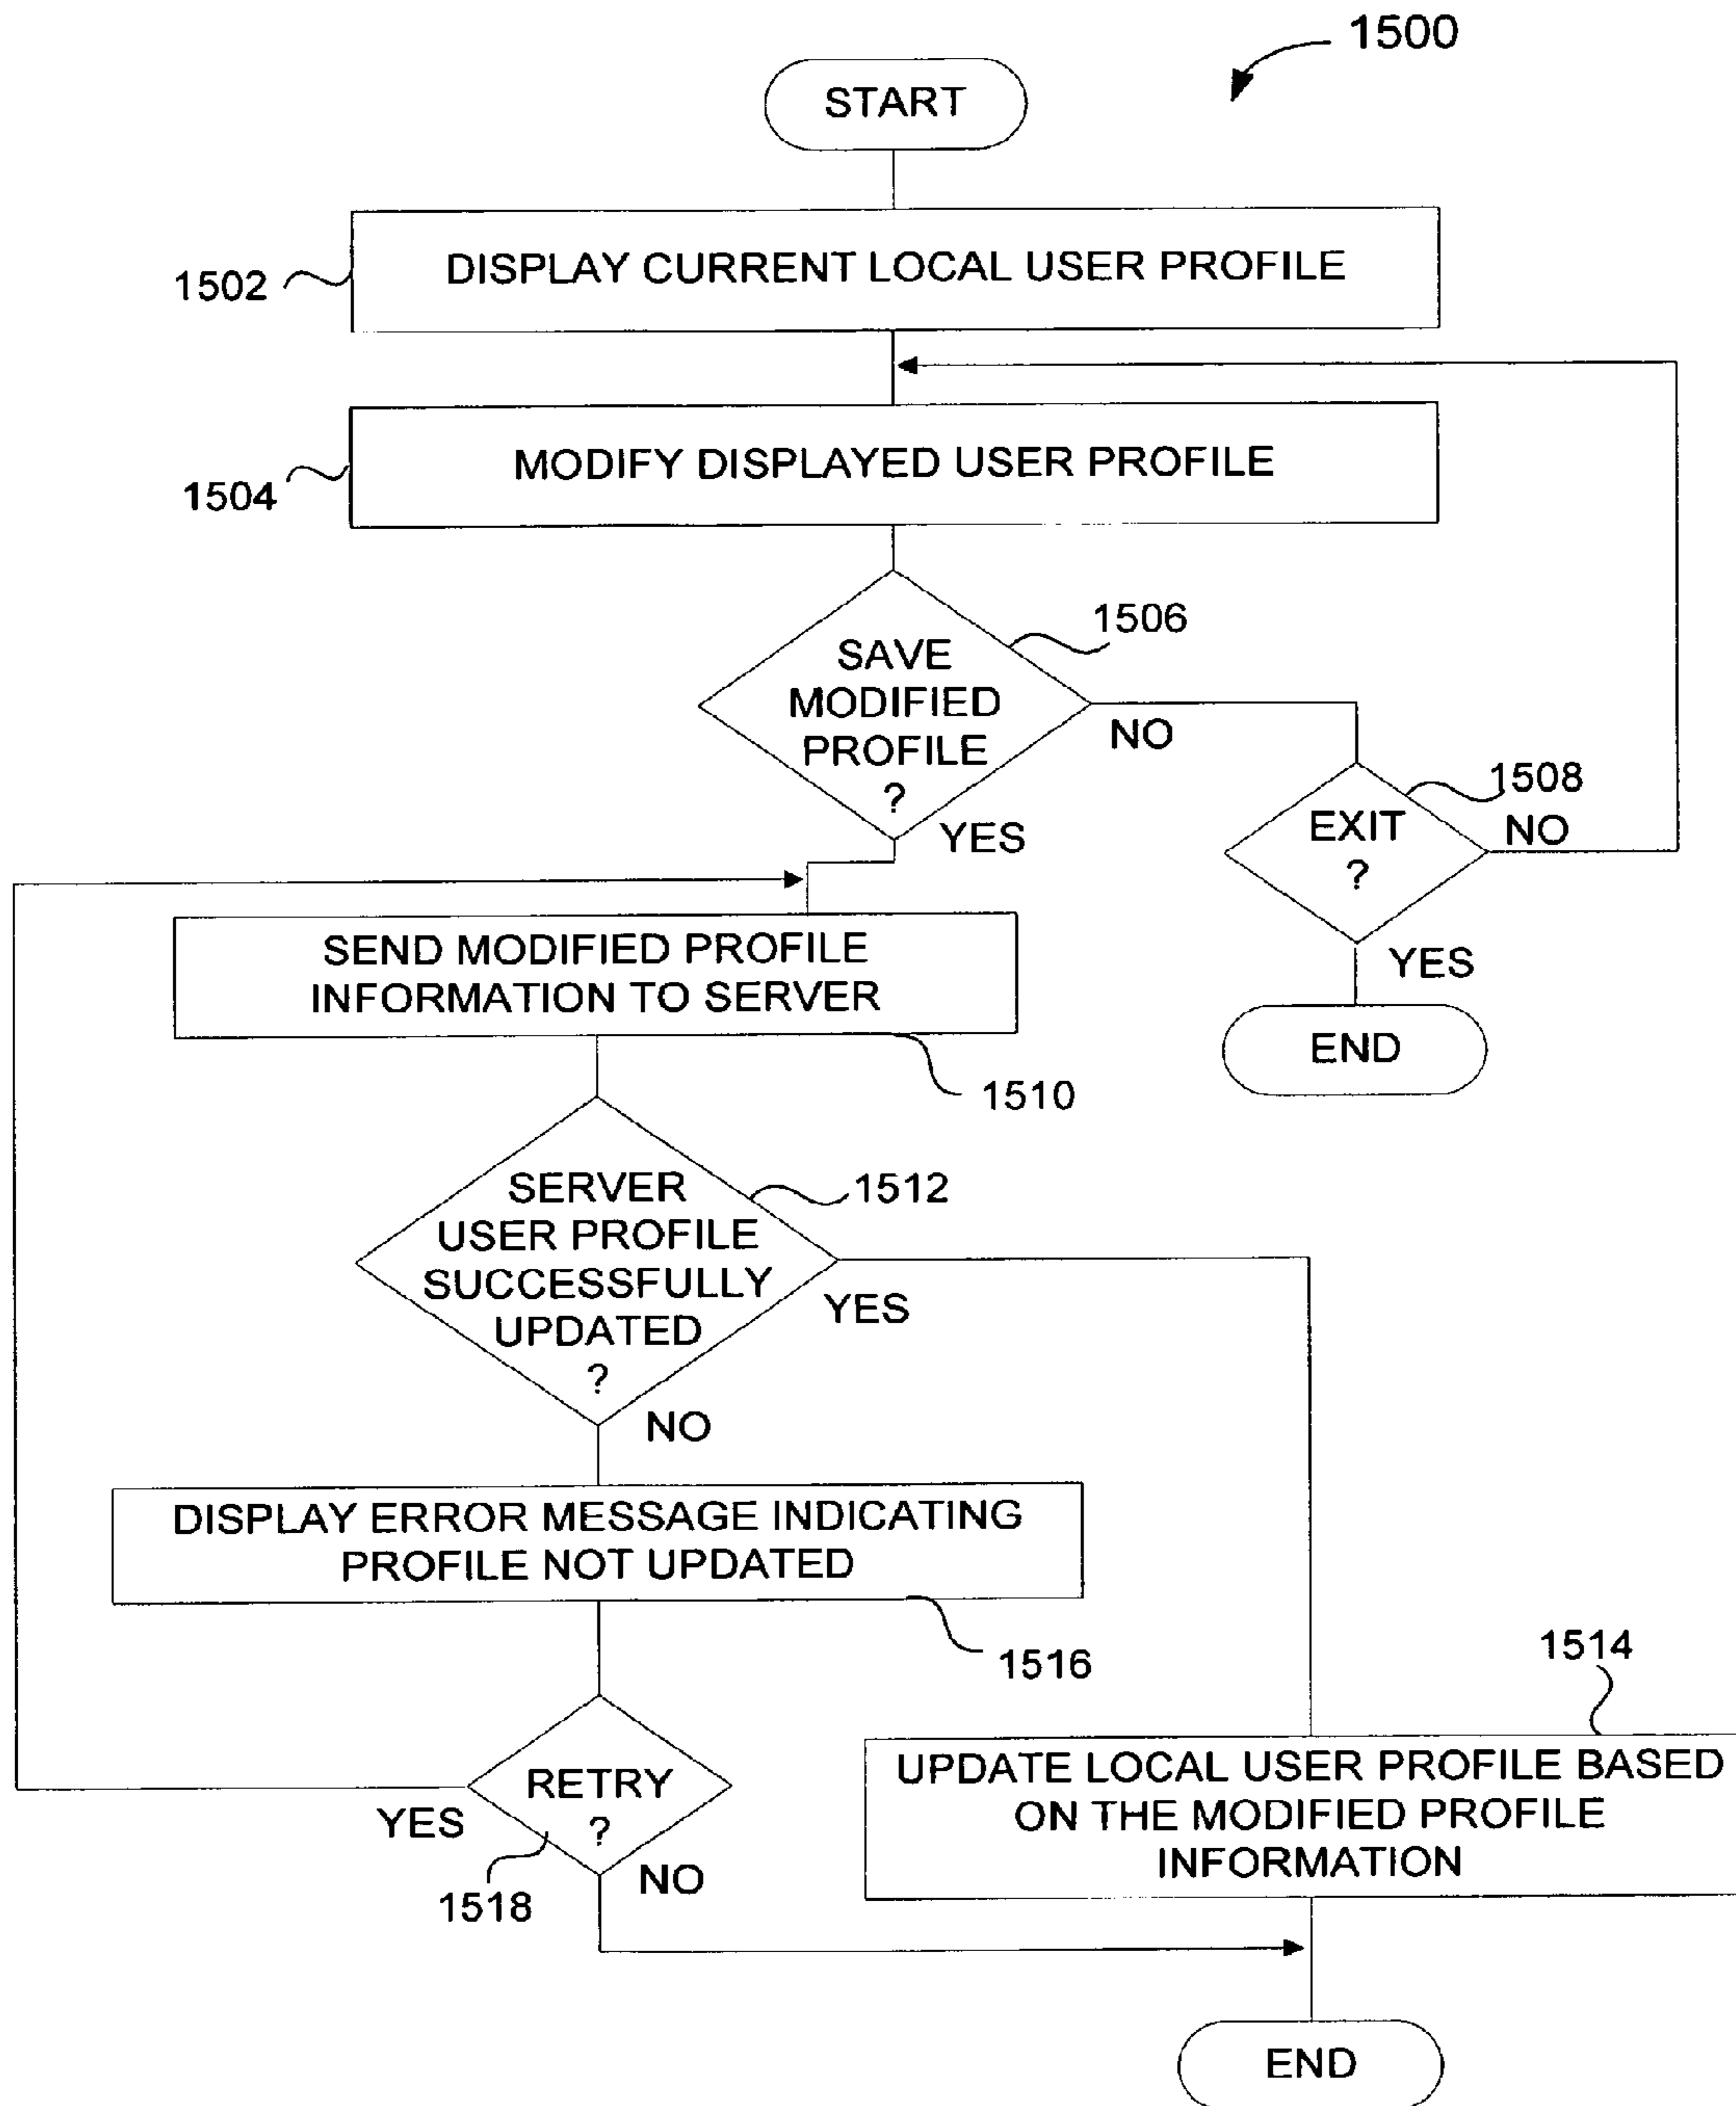 1500
START
DISPLAY CURRENT LOCAL USER PROFILE
1502
MODIFY DISPLAYED USER PROFILE
1504
1506
SAVE
MODIFIED
PROFILE
?
NO
YES
1508
EXIT
?
NO
YES
END
SEND MODIFIED PROFILE
INFORMATION TO SERVER
1510
1512
SERVER
USER PROFILE
SUCCESSFULLY
UPDATED
?
YES
NO
DISPLAY ERROR MESSAGE INDICATING
PROFILE NOT UPDATED
1516
1514
RETRY
?
YES
NO
1518
UPDATE LOCAL USER PROFILE BASED
ON THE MODIFIED PROFILE
INFORMATION
END